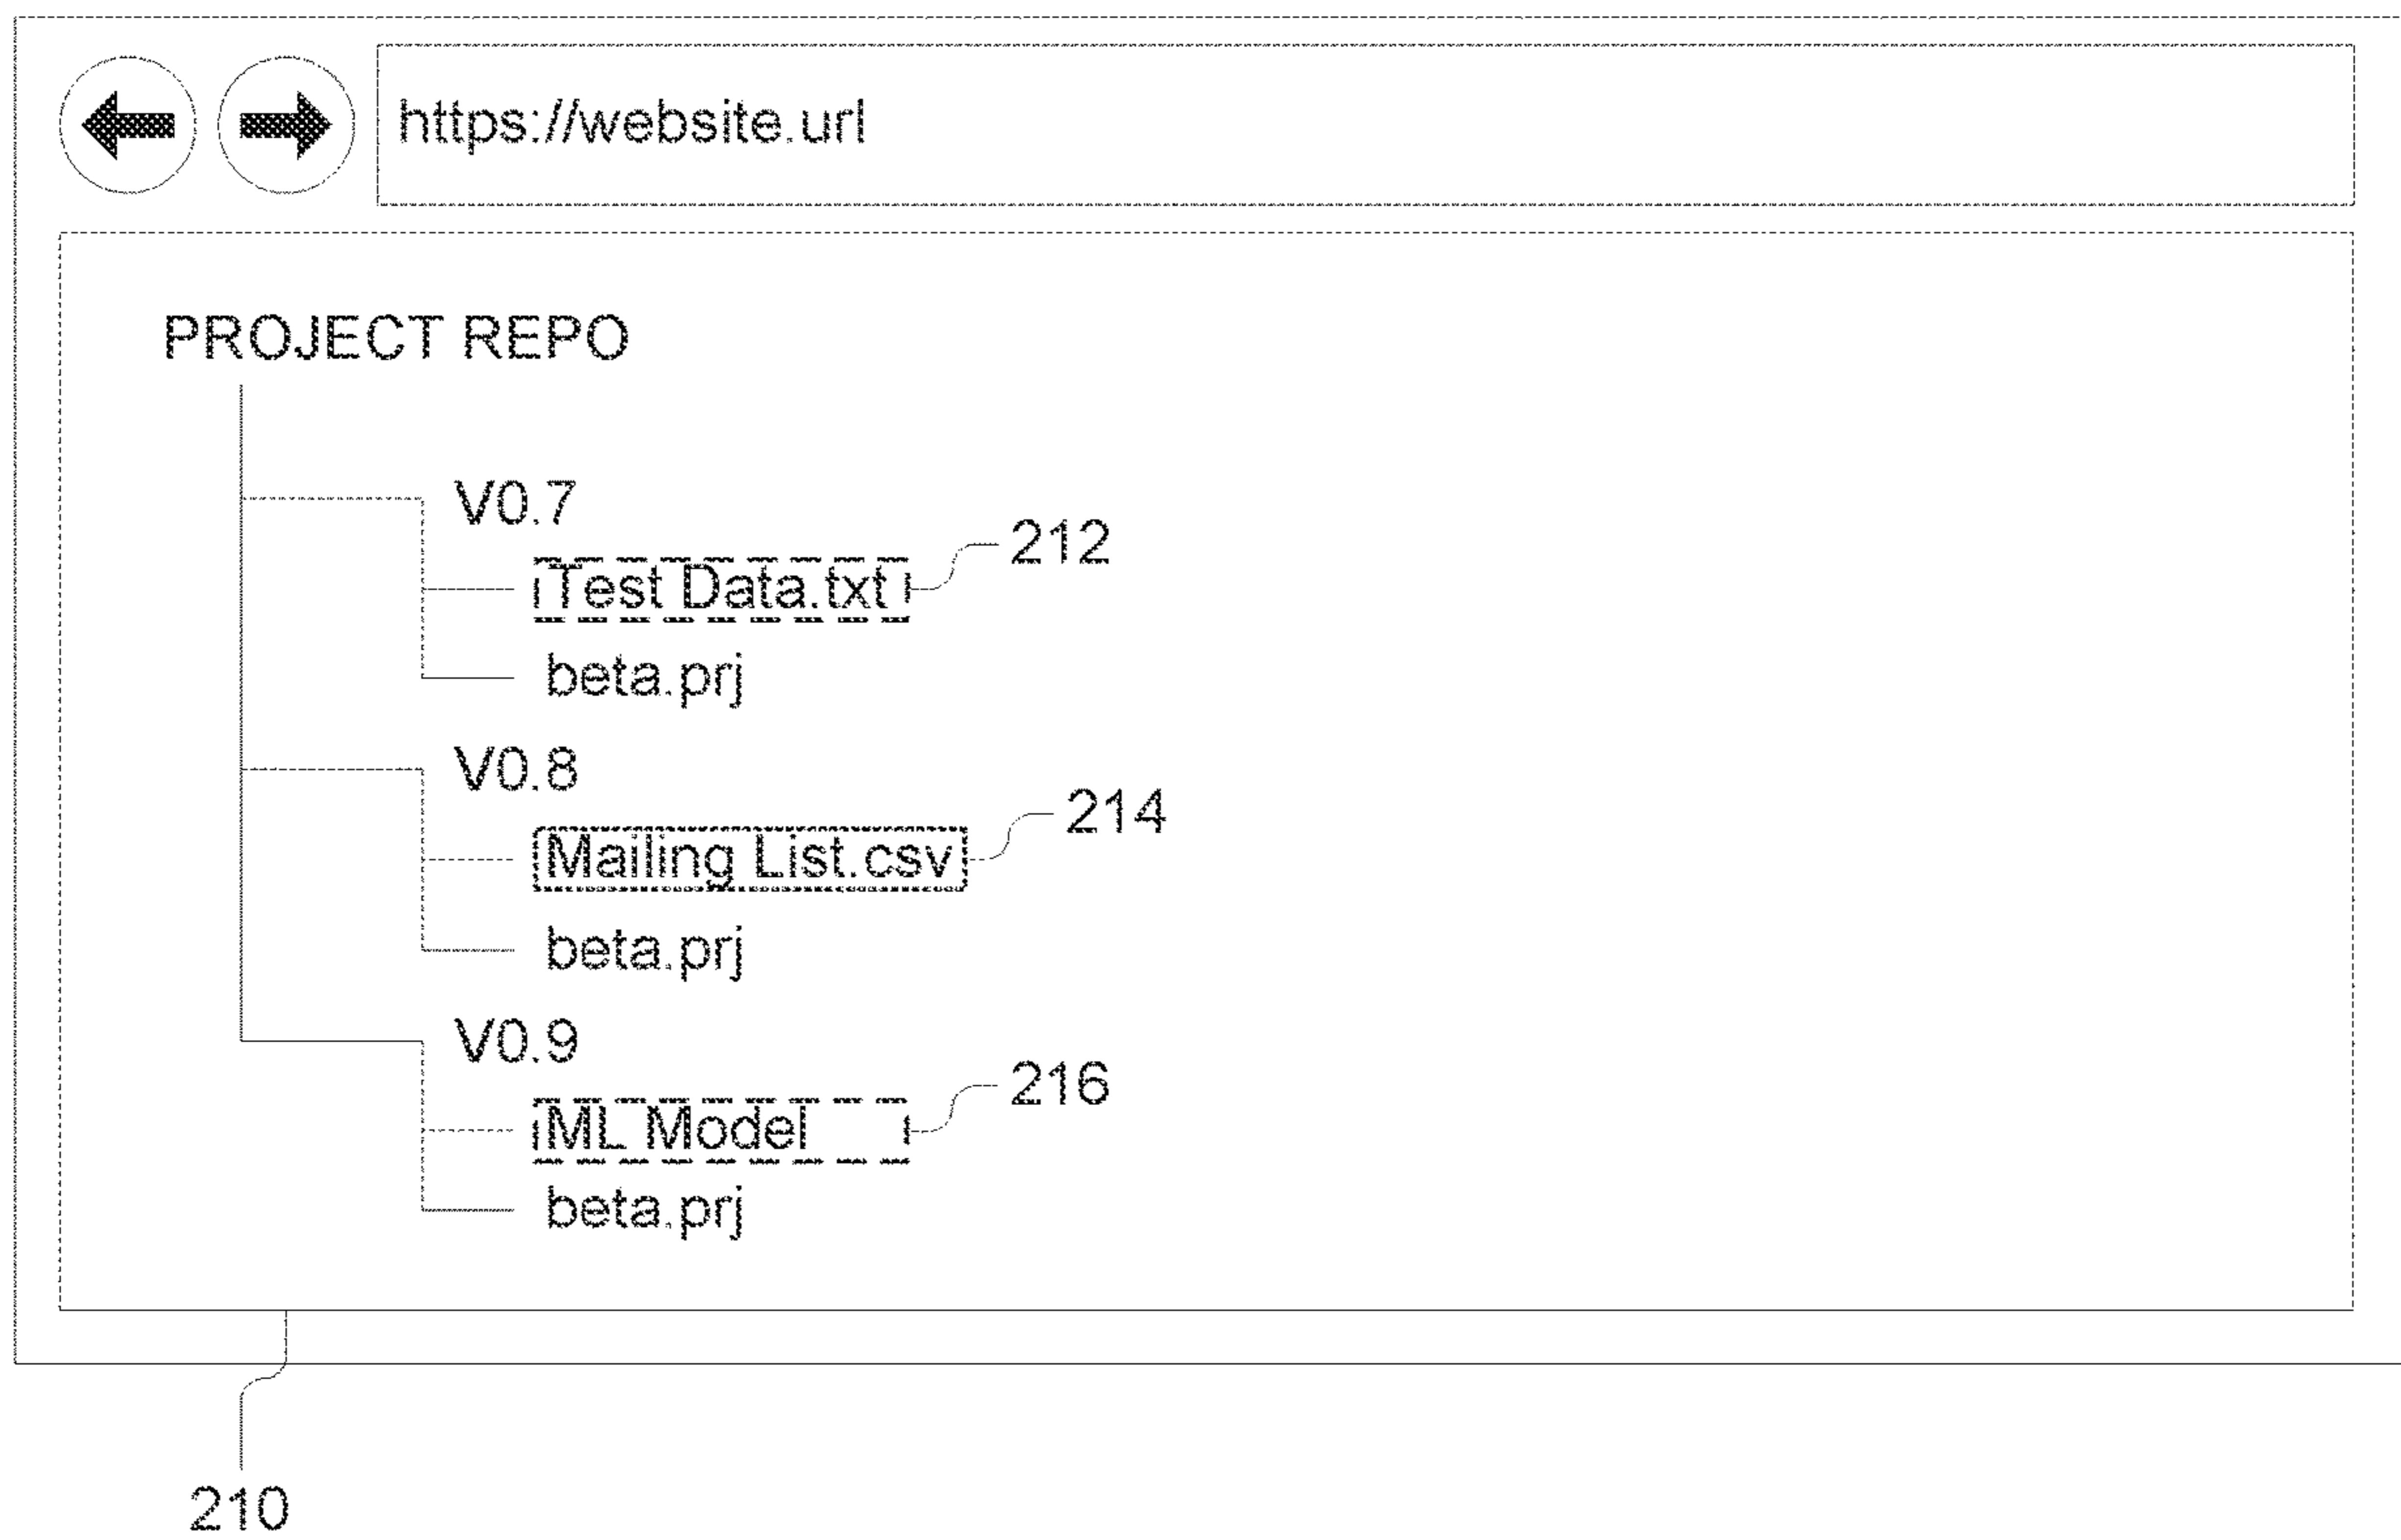 https://website.url
PROJECT REPO
V0.7
212
Test Data.txt
beta.prj
V0.8
214
Mailing List.csv
beta.prj
V0.9
216
ML Model
beta.prj
210